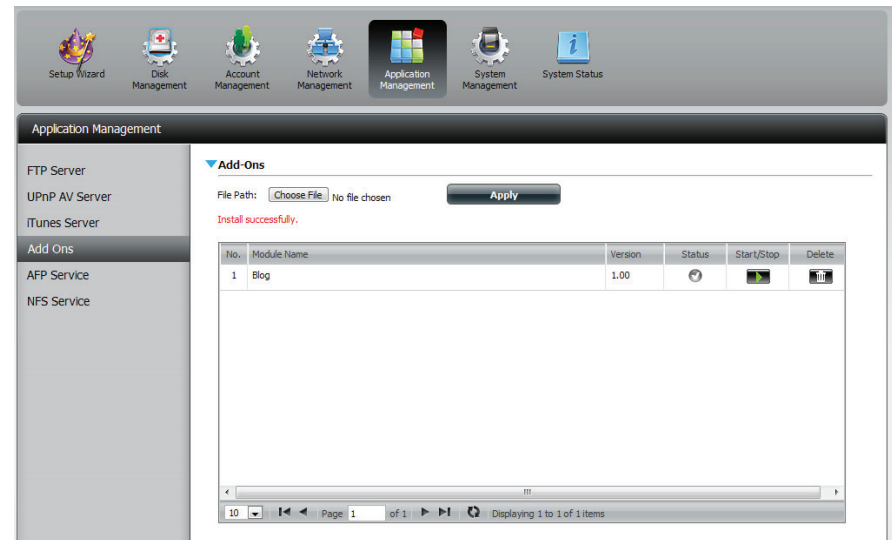 Setup Wizard
Disk Management
Account Management
Network Management
Application Management
System Management
System Status
Application Management
FTP Server
UPnP AV Server
iTunes Server
Add Ons
AFP Service
NFS Service
Add-Ons
File Path: Choose File No file chosen Apply
Install successfully.
No. Module Name Version Status Start/Stop Delete
1 Blog 1.00
10 Page 1 of 1 Displaying 1 to 1 of 1 items